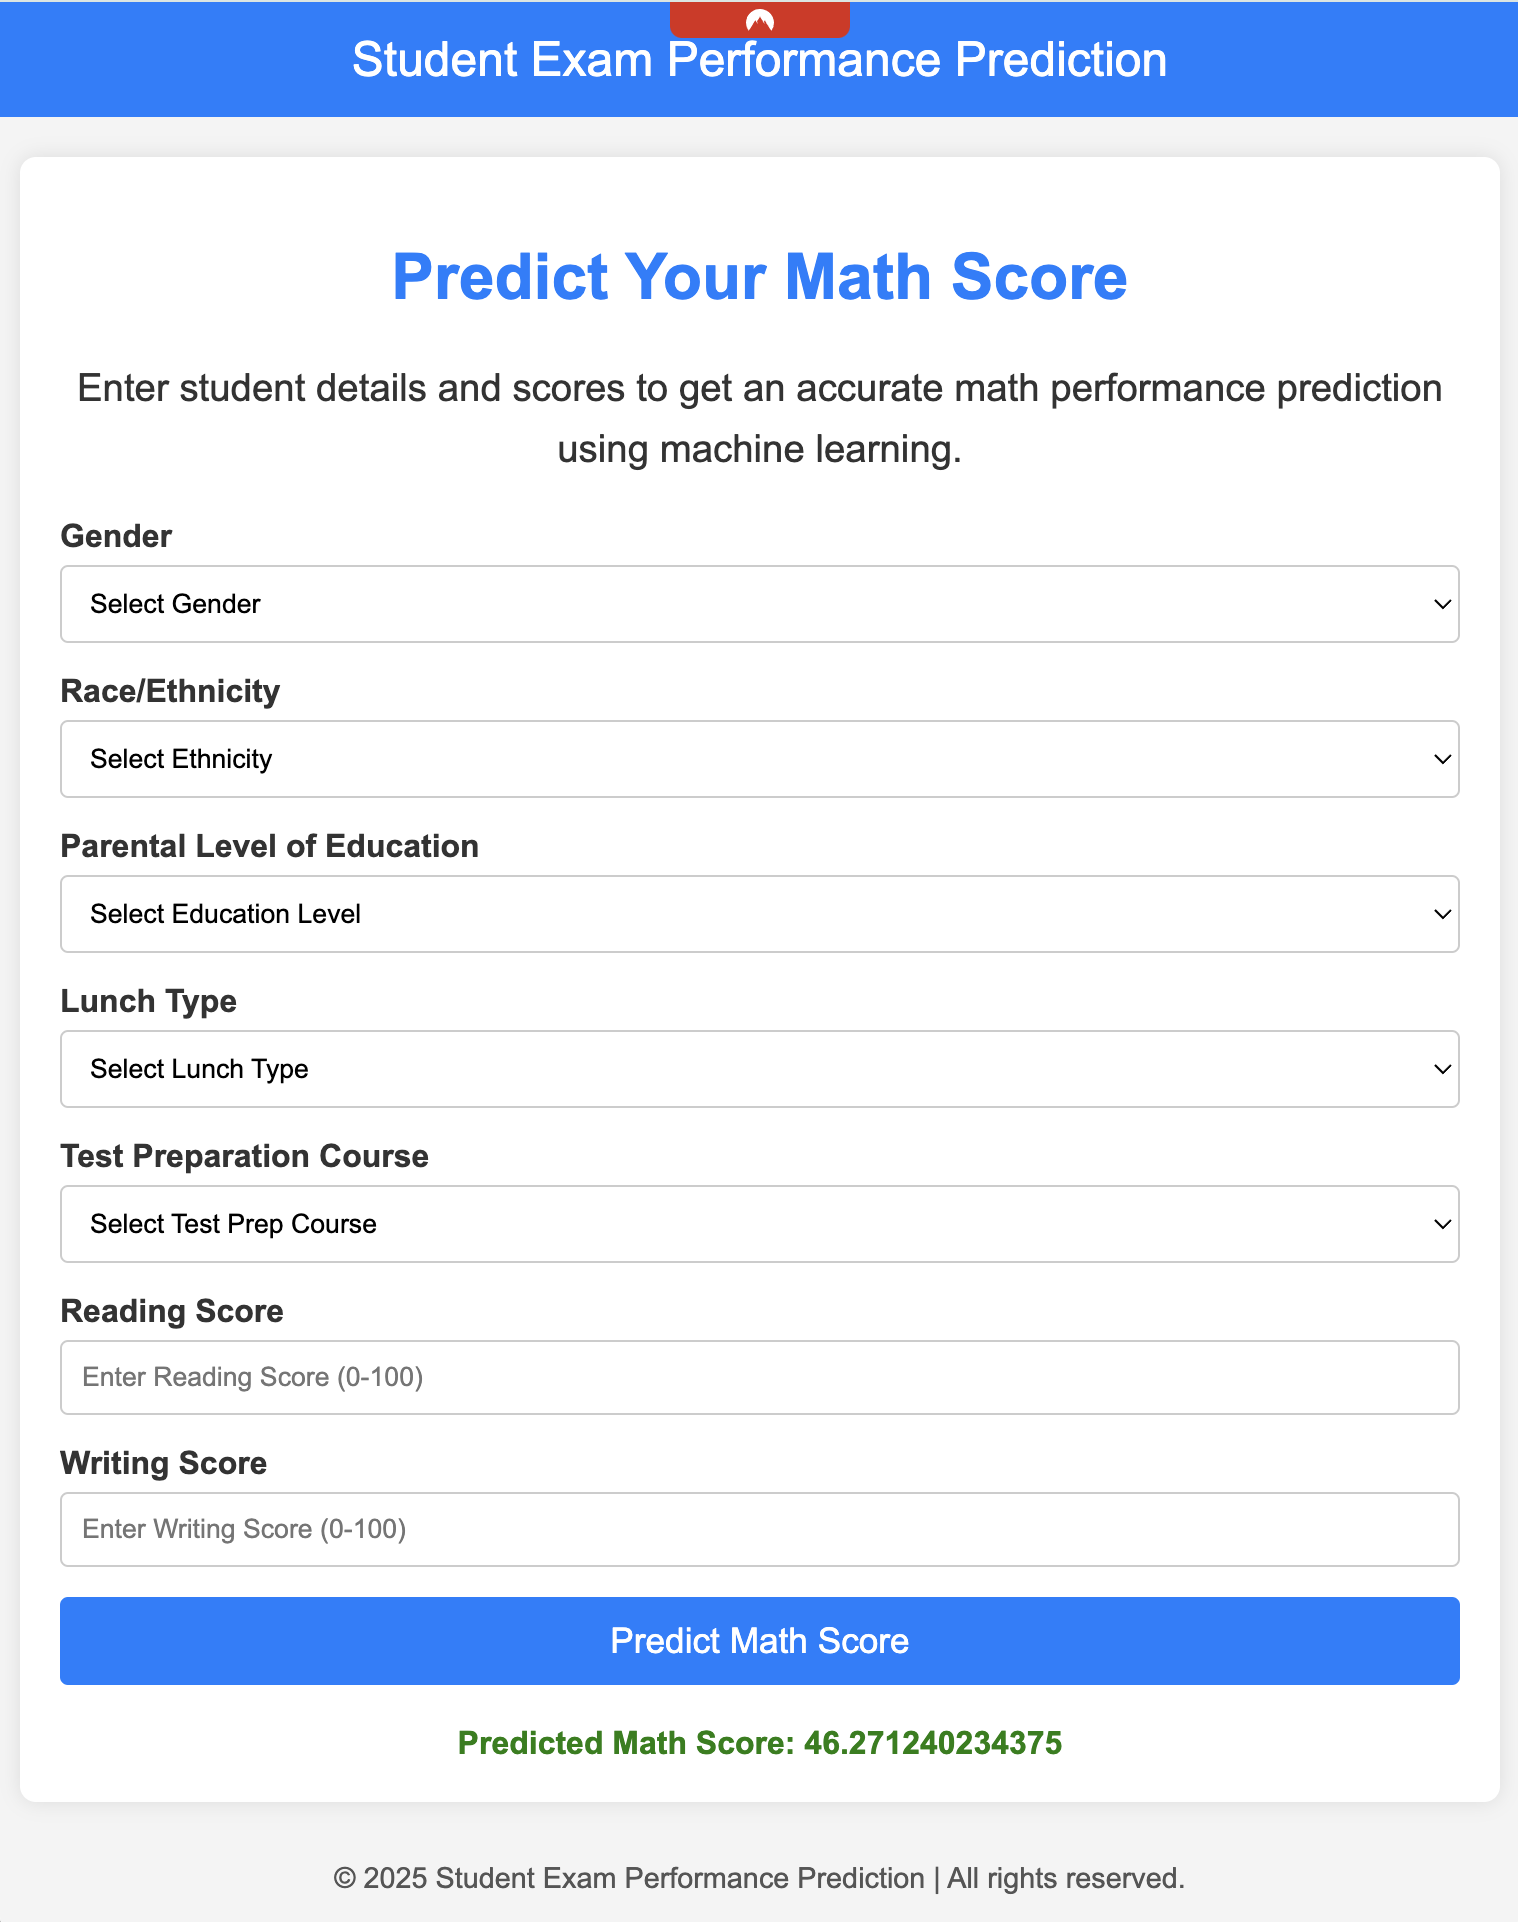 Student Exam Performance Prediction
Predict Your Math Score
Enter student details and scores to get an accurate math performance prediction
using machine learning.
Gender
Select Gender
Race/Ethnicity
Select Ethnicity
Parental Level of Education
Select Education Level
Lunch Type
Select Lunch Type
Test Preparation Course
Select Test Prep Course
Reading Score
Enter Reading Score (0-100)
Writing Score
Enter Writing Score (0-100)
Predict Math Score
Predicted Math Score: 46.271240234375
© 2025 Student Exam Performance Prediction | All rights reserved.